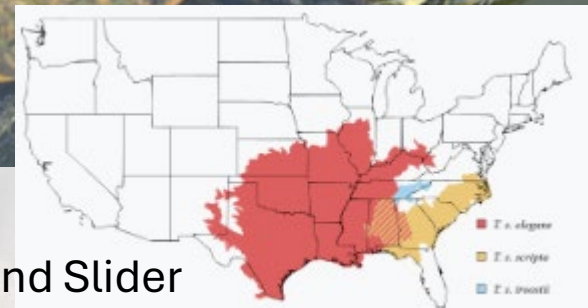 T. s. elegans
T. s. scripta
T. s. troostii
nd Slider